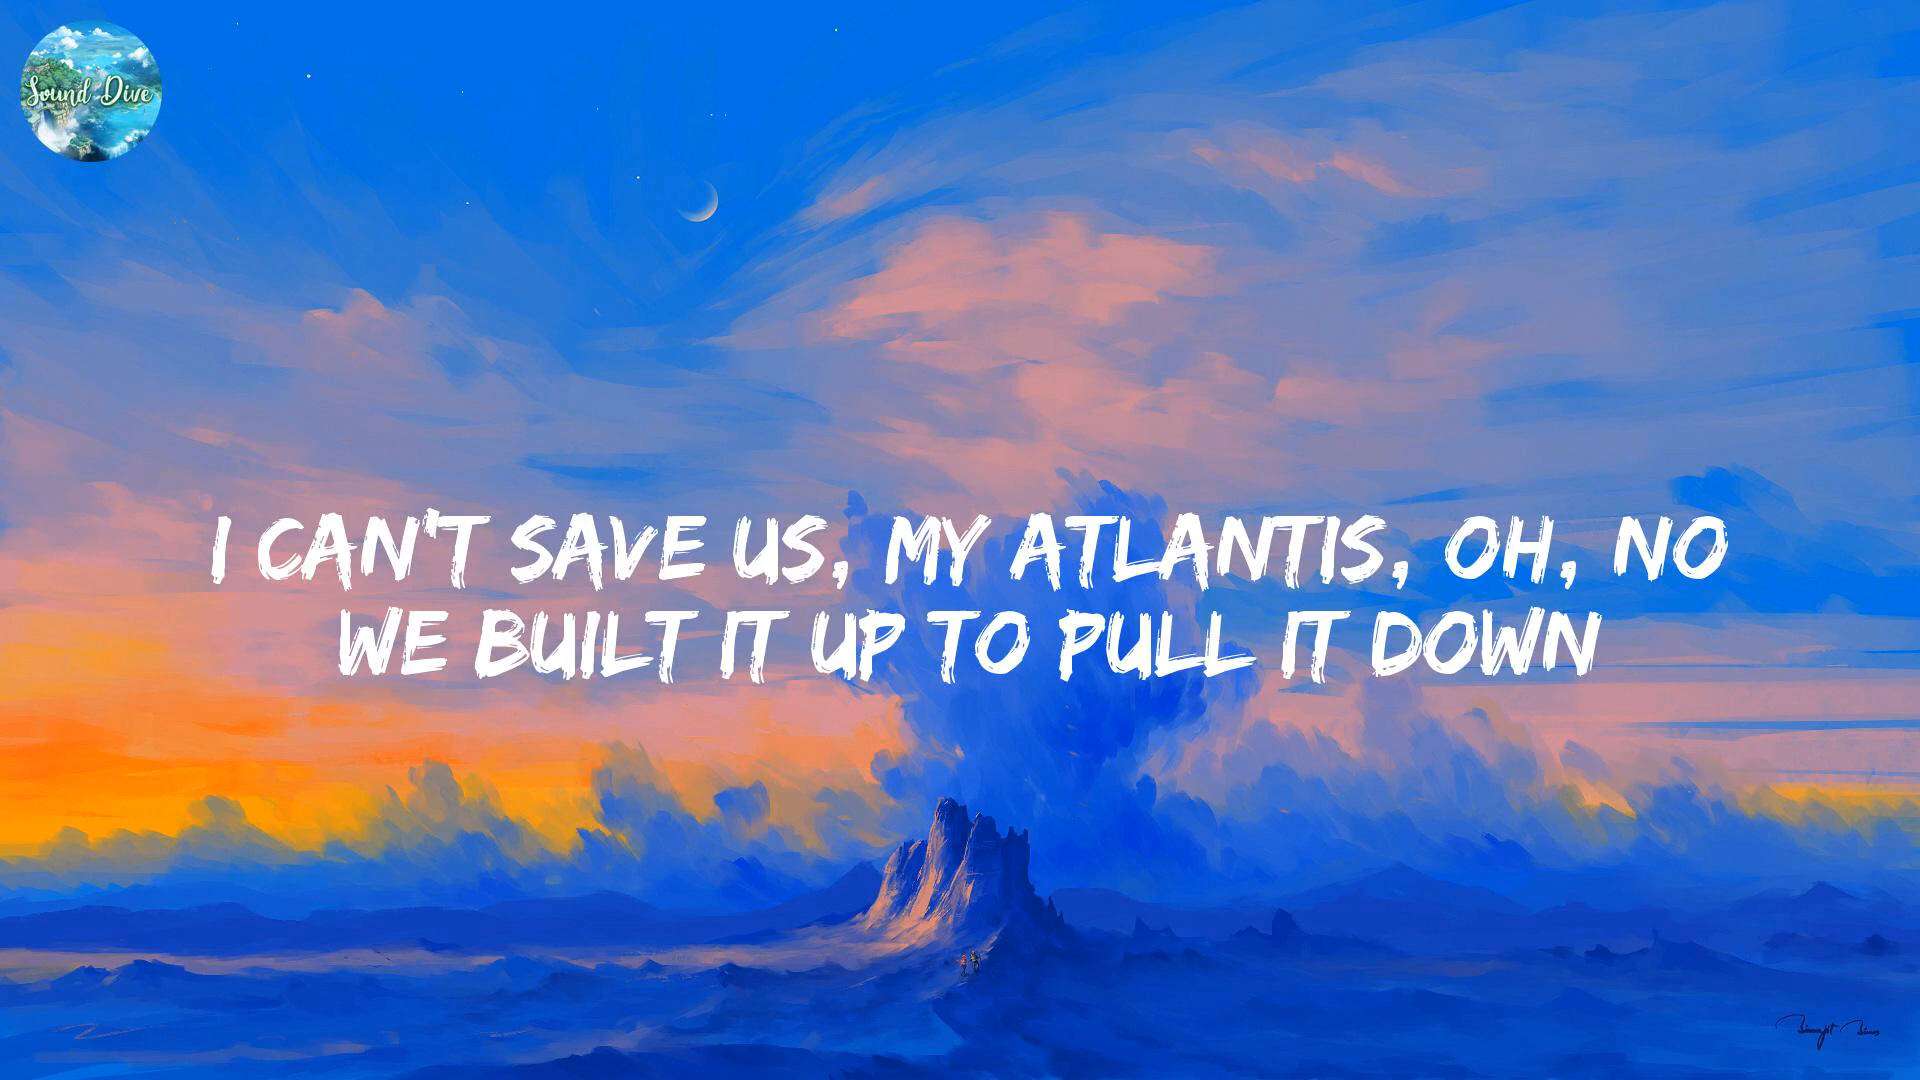 Sound Dive
I CAN'T SAVE US, MY ATLANTIS, OH, NO
WE BUILT IT UP TO PULL IT DOWN